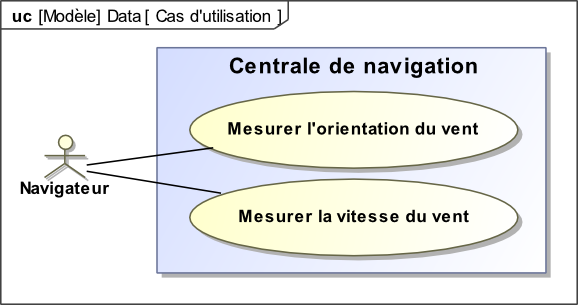 uc [Modèle] Data [ Cas d'utilisation ]
Centrale de navigation
Mesurer l'orientation du vent
Navigateur
Mesurer la vitesse du vent